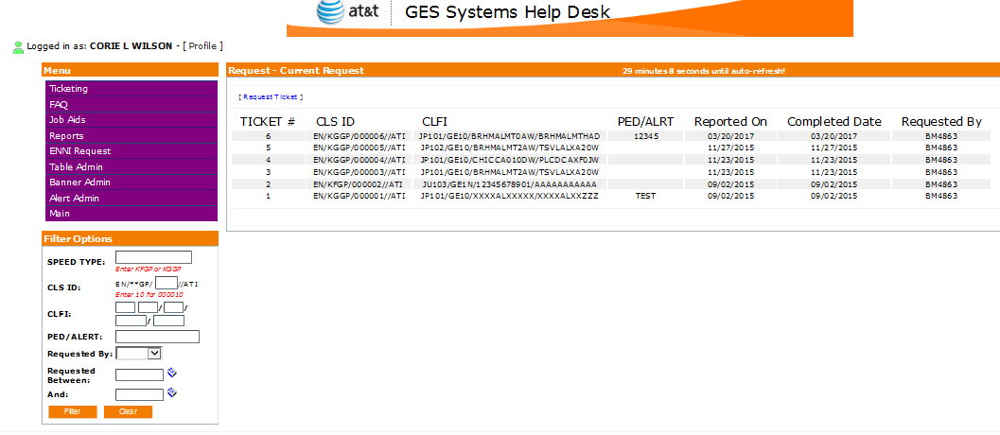 at&t GES Systems Help Desk
Logged in as: CORIE L WILSON - [ Profile ]
Menu
Ticketing
FAQ
Job Aids
Reports
ENNI Request
Table Admin
Banner Admin
Alert Admin
Main
Filter Options
SPEED TYPE:
Enter KFGP or KGGP
CLS ID: EN/**GP/ //ATI
Enter 10 for 000010
CLFI: / /
/
PED/ALERT:
Requested By:
Requested Between:
And:
Filter Clear
Request - Current Request 29 minutes 8 seconds until auto-refresh!
[ Request Ticket ]
TICKET # CLS ID CLFI PED/ALRT Reported On Completed Date Requested By
6 EN/KGGP/000006//ATI JP101/GE10/BRHMALMT0AW/BRHMALMTHAD 12345 03/20/2017 03/20/2017 BM4863
5 EN/KGGP/000005//ATI JP102/GE10/BRHMALMT2AW/TSVLALXA20W 11/27/2015 11/27/2015 BM4863
4 EN/KGGP/000004//ATI JP101/GE10/CHICCA010DW/PLCDCAXF0JW 11/23/2015 11/23/2015 BM4863
3 EN/KGGP/000003//ATI JP101/GE10/BRHMALMT2AW/TSVLALXA20W 11/23/2015 11/23/2015 BM4863
2 EN/KFGP/000002//ATI JU103/GE1N/12345678901/AAAAAAAAAAA 09/02/2015 09/02/2015 BM4863
1 EN/KGGP/000001//ATI JP101/GE10/XXXXALXXXXX/XXXXALXXZZZ TEST 09/02/2015 09/02/2015 BM4863